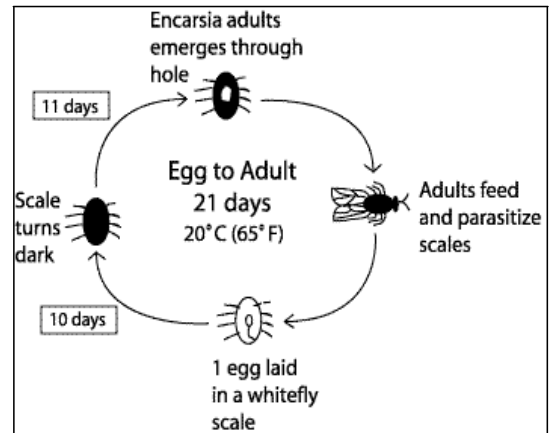 Encarsia adults
emerges through
hole
11 days
Egg to Adult
21 days
20°C (65°F)
Scale
turns
dark
Adults feed
and parasitize
scales
10 days
1 egg laid
in a whitefly
scale